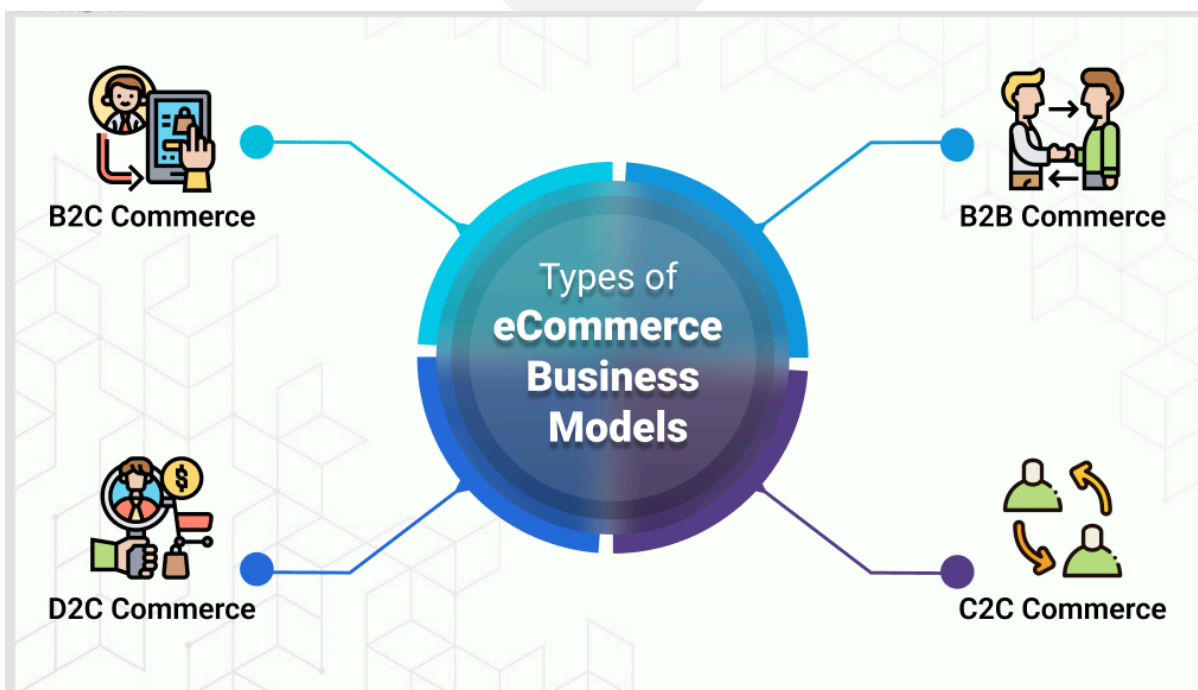 B2C Commerce
B2B Commerce
Types of
eCommerce
Business
Models
D2C Commerce
C2C Commerce